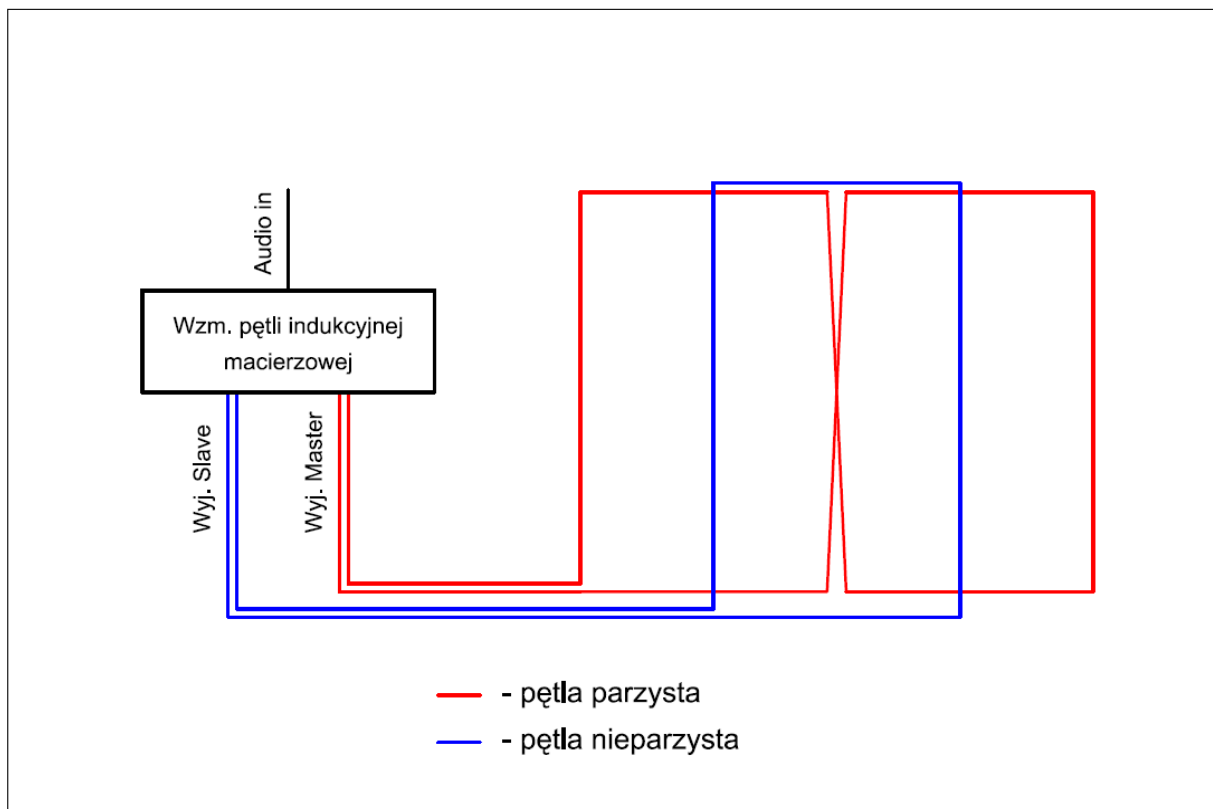 Audio in
Wzm. pętli indukcyjnej
macierzowej
Wyj. Slave
Wyj. Master
- pętla parzysta
- pętla nieparzysta